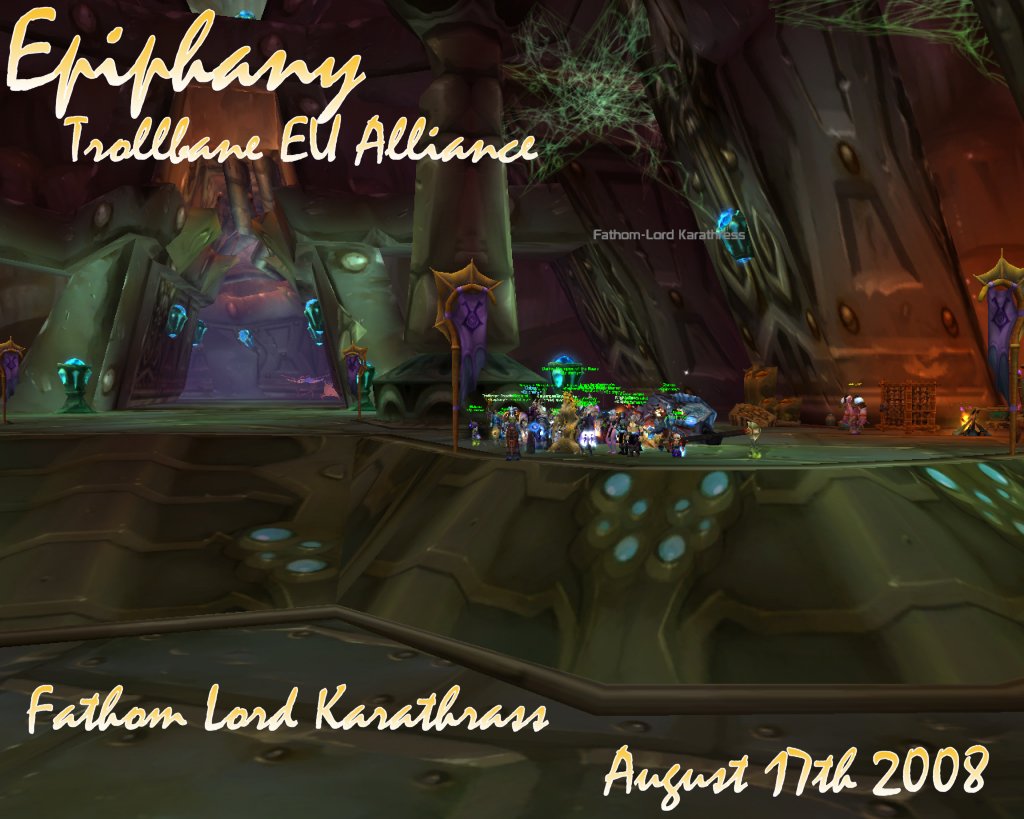 Epiphany
Trollbane EU Alliance
Fathom-Lord Karathress
Fathom Lord Karathrass
August 17th 2008